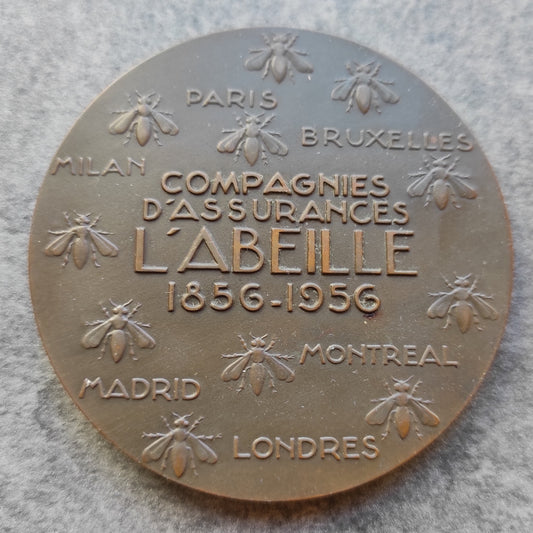 PARIS
BRUXELLES
MILAN
COMPAGNIES
D'ASSURANCES
L'ABEILLE
1856-1956
MONTREAL
MADRID
LONDRES